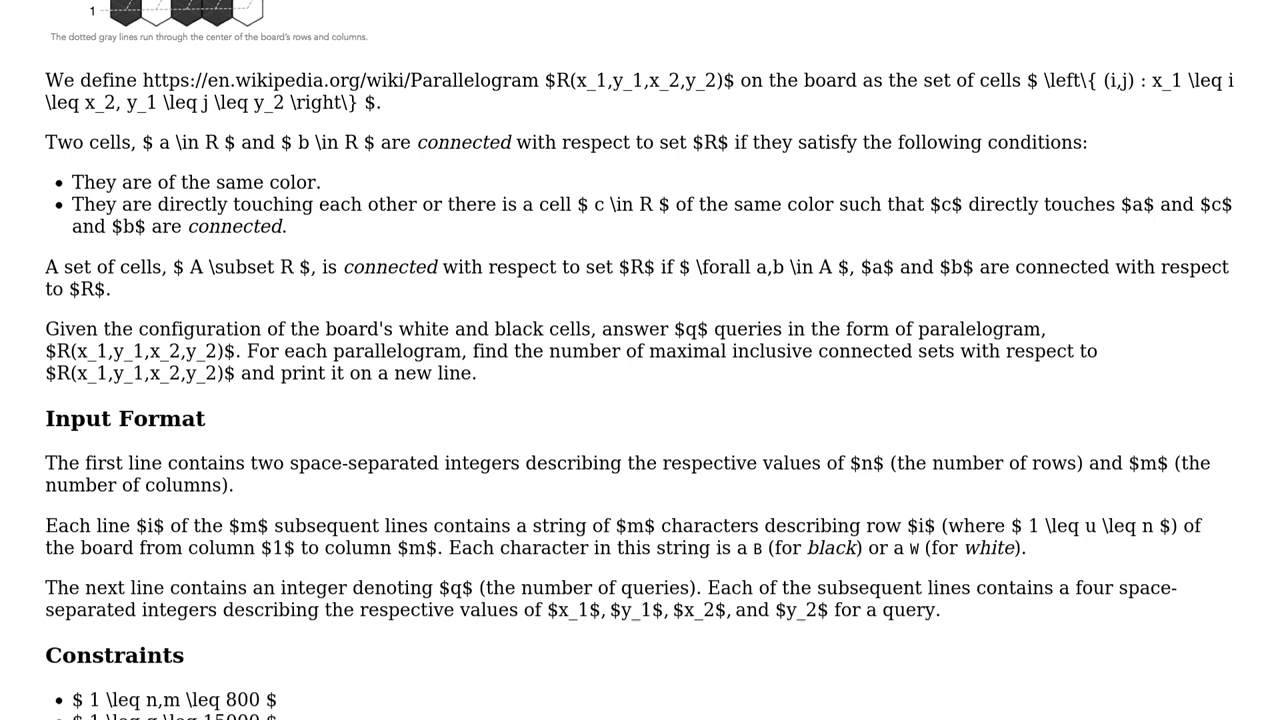 1
The dotted gray lines run through the center of the board's rows and columns.
We define https://en.wikipedia.org/wiki/Parallelogram $R(x_1,y_1,x_2,y_2)$ on the board as the set of cells $ \left\{ (i,j) : x_1 \leq i
\leq x_2, y_1 \leq j \leq y_2 \right\} $.
Two cells, $ a \in R $ and $ b \in R $ are connected with respect to set $R$ if they satisfy the following conditions:
• They are of the same color.
• They are directly touching each other or there is a cell $ c \in R $ of the same color such that $c$ directly touches $a$ and $c$
and $b$ are connected.
A set of cells, $ A \subset R $, is connected with respect to set $R$ if $ \forall a,b \in A $, $a$ and $b$ are connected with respect
to $R$.
Given the configuration of the board's white and black cells, answer $q$ queries in the form of paralelogram,
$R(x_1,y_1,x_2,y_2)$. For each parallelogram, find the number of maximal inclusive connected sets with respect to
$R(x_1,y_1,x_2,y_2)$ and print it on a new line.
Input Format
The first line contains two space-separated integers describing the respective values of $n$ (the number of rows) and $m$ (the
number of columns).
Each line $i$ of the $m$ subsequent lines contains a string of $m$ characters describing row $i$ (where $ 1 \leq u \leq n $) of
the board from column $1$ to column $m$. Each character in this string is a B (for black) or a W (for white).
The next line contains an integer denoting $q$ (the number of queries). Each of the subsequent lines contains a four space-
separated integers describing the respective values of $x_1$, $y_1$, $x_2$, and $y_2$ for a query.
Constraints
• $ 1 \leq n,m \leq 800 $
• $ 1 \leq q \leq 15000 $